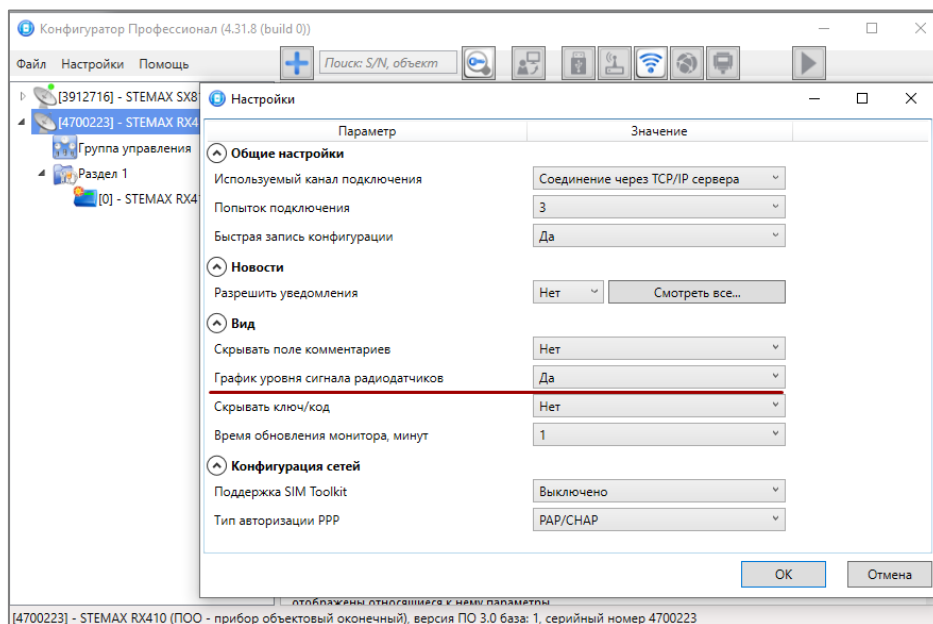 Конфигуратор Профессионал (4.31.8 (build 0))
Файл Настройки Помощь
Поиск: S/N, объект
[3912716] - STEMAX SX8
[4700223] - STEMAX RX4
Группа управления
Раздел 1
[0] - STEMAX RX4
Настройки
Параметр Значение
Общие настройки
Используемый канал подключения Соединение через TCP/IP сервера
Попыток подключения 3
Быстрая запись конфигурации Да
Новости
Разрешить уведомления Нет Смотреть все...
Вид
Скрывать поле комментариев Нет
График уровня сигнала радиодатчиков Да
Скрывать ключ/код Нет
Время обновления монитора, минут 1
Конфигурация сетей
Поддержка SIM Toolkit Выключено
Тип авторизации PPP PAP/CHAP
OK Отмена
отображены относящиеся к нему параметры
[4700223] - STEMAX RX410 (ПОО - прибор объектовый оконечный), версия ПО 3.0 база: 1, серийный номер 4700223